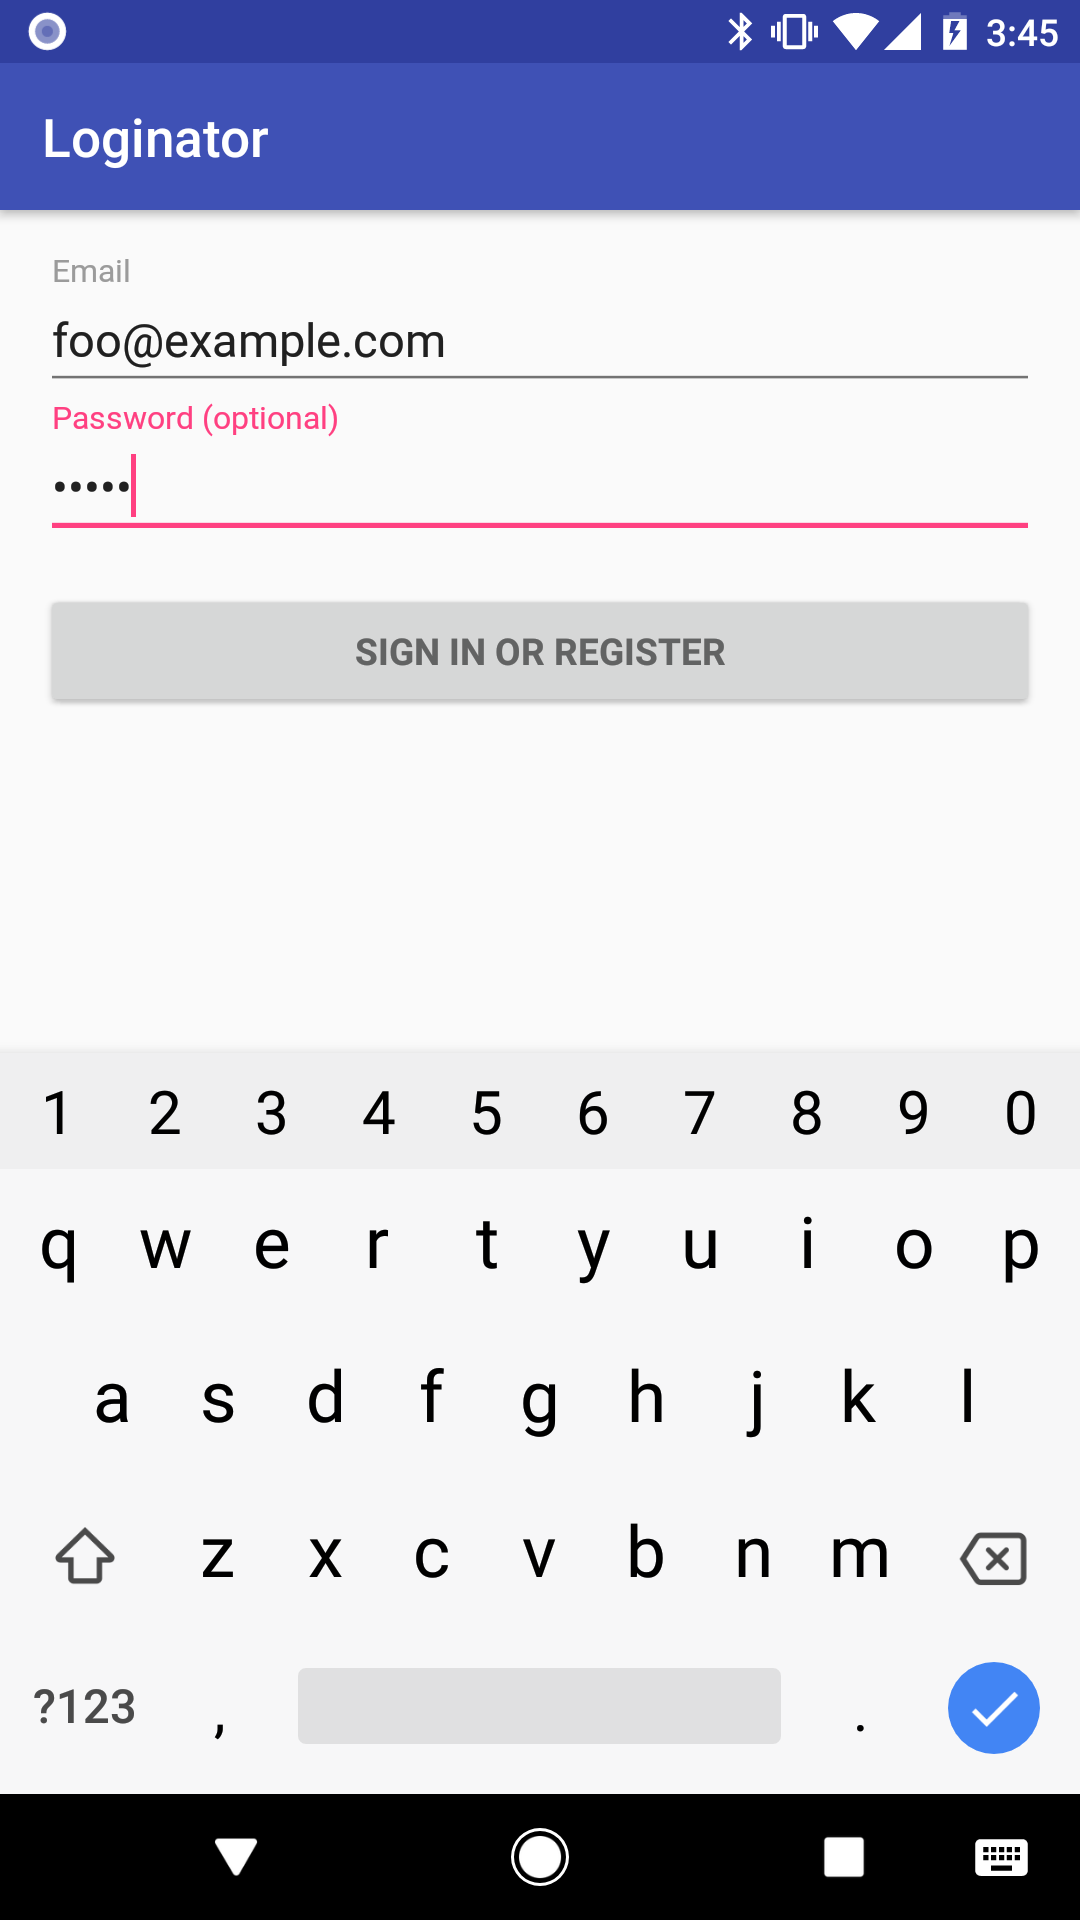 3:45
Loginator
Email
foo@example.com
Password (optional)
•••••
SIGN IN OR REGISTER
1 2 3 4 5 6 7 8 9 0
q w e r t y u i o p
a s d f g h j k l
z x c v b n m
?123 , .